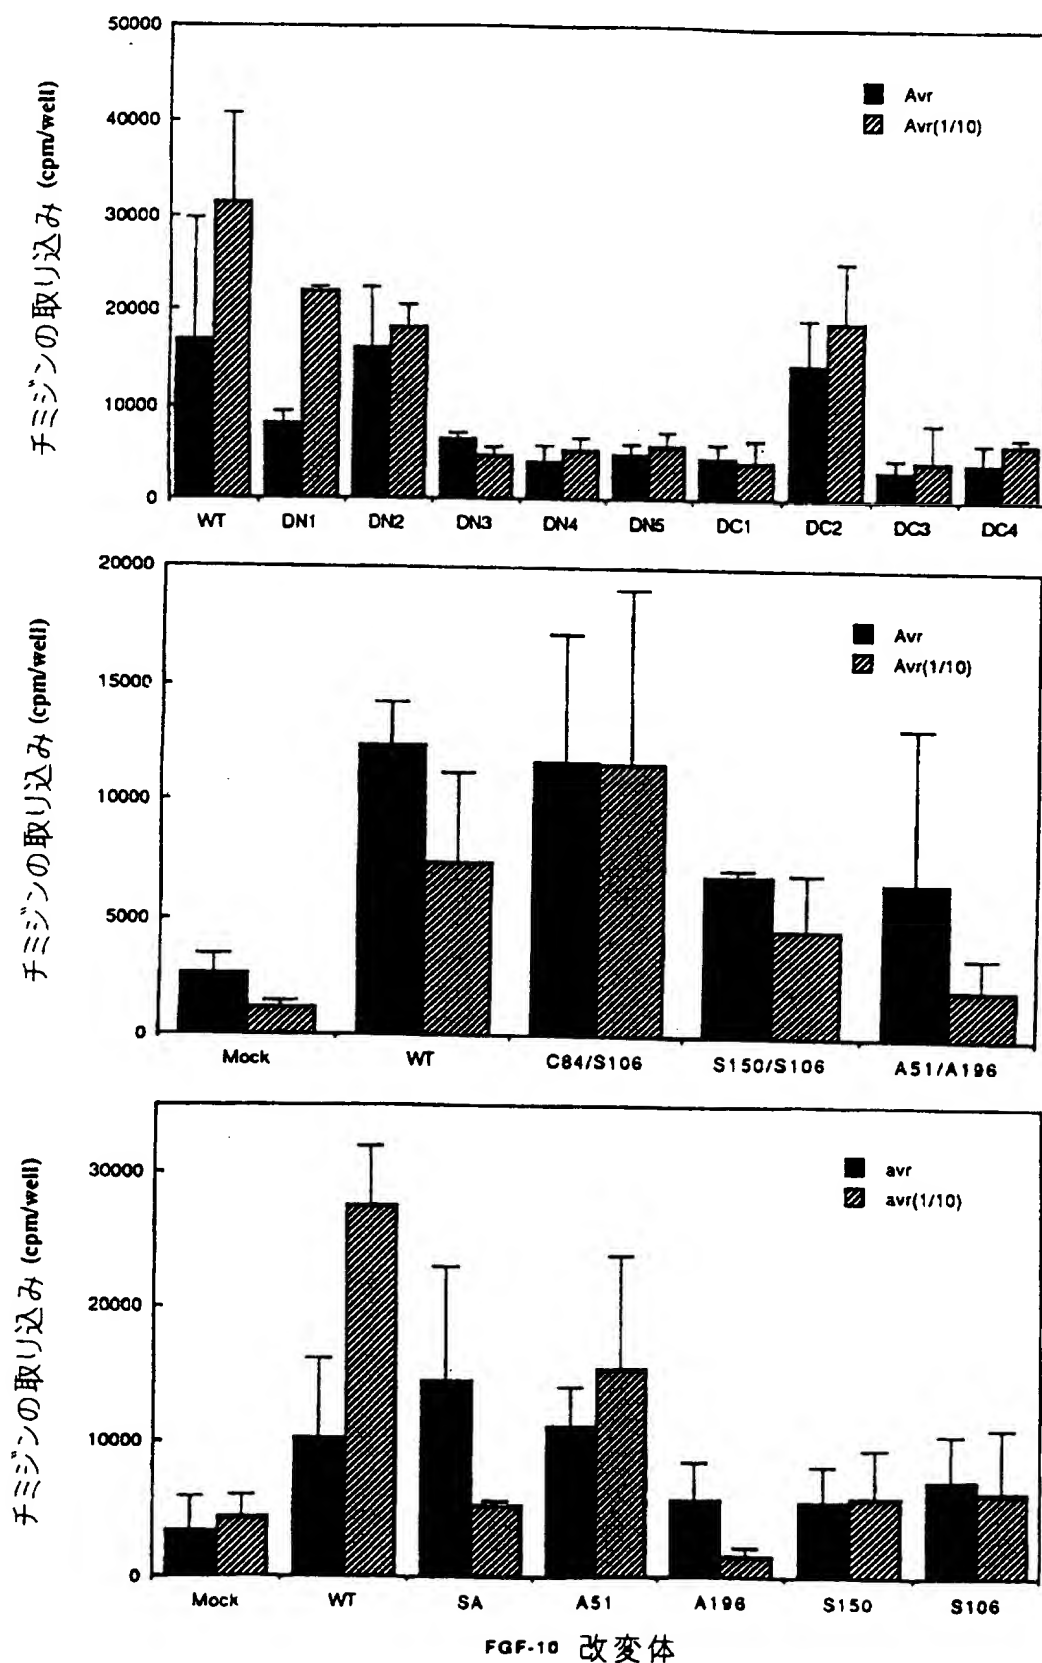 チミジンの取り込み (cpm/well)
50000
40000
30000
20000
10000
0
Avr
Avr(1/10)
WT DN1 DN2 DN3 DN4 DN5 DC1 DC2 DC3 DC4
チミジンの取り込み (cpm/well)
20000
15000
10000
5000
0
Avr
Avr(1/10)
Mock WT C84/S106 S150/S106 A51/A196
チミジンの取り込み (cpm/well)
30000
20000
10000
0
avr
avr(1/10)
Mock WT SA A51 A196 S150 S106
FGF-10 改変体